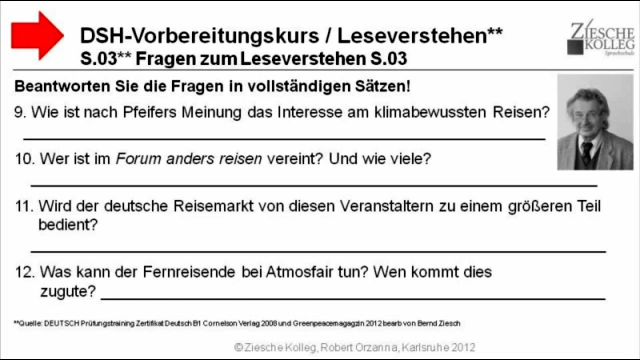 DSH-Vorbereitungskurs / Leseverstehen**
S.03** Fragen zum Leseverstehen S.03
ZIESCHE
KOLLEG
Sprachschule
Beantworten Sie die Fragen in vollständigen Sätzen!
9. Wie ist nach Pfeifers Meinung das Interesse am klimabewussten Reisen?
10. Wer ist im Forum anders reisen vereint? Und wie viele?
11. Wird der deutsche Reisemarkt von diesen Veranstaltern zu einem größeren Teil
bedient?
12. Was kann der Fernreisende bei Atmosfair tun? Wen kommt dies
zugute?
**Quelle: DEUTSCH Prüfungstraining Zertifikat Deutsch B1 Cornelson Verlag 2008 und Greenpeacemagagzin 2012 bearb von Bernd Ziesch
©Ziesche Kolleg, Robert Orzanna, Karlsruhe 2012